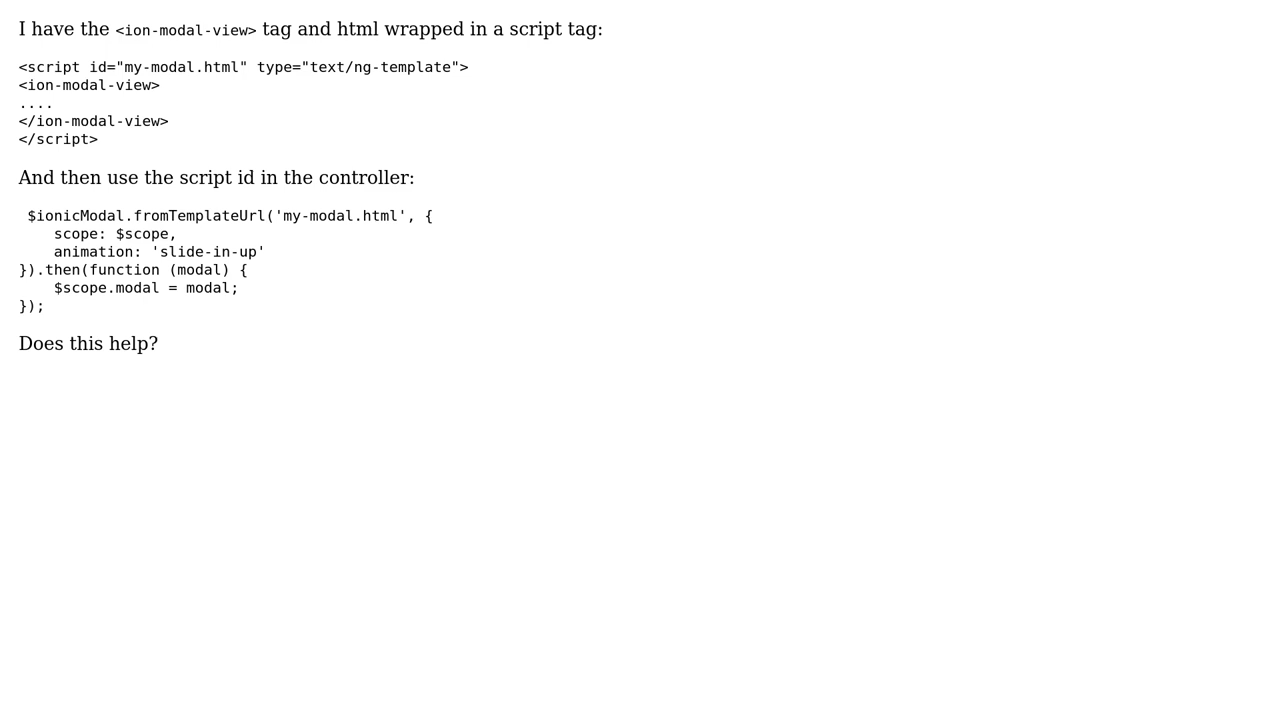 I have the <ion-modal-view> tag and html wrapped in a script tag:
<script id="my-modal.html" type="text/ng-template">
<ion-modal-view>
....
</ion-modal-view>
</script>
And then use the script id in the controller:
 $ionicModal.fromTemplateUrl('my-modal.html', {
    scope: $scope,
    animation: 'slide-in-up'
}).then(function (modal) {
    $scope.modal = modal;
});
Does this help?